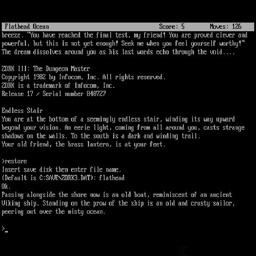 Flathead Ocean Score: 5 Moves: 126
breeze. "You have reached the final test, my friend! You are proved clever and
powerful, but this is not yet enough! Seek me when you feel yourself worthy!"
The dream dissolves around you as his last words echo through the void....
ZORK III: The Dungeon Master
Copyright 1982 by Infocom, Inc. All rights reserved.
ZORK is a trademark of Infocom, Inc.
Release 17 / Serial number 840727
Endless Stair
You are at the bottom of a seemingly endless stair, winding its way upward
beyond your vision. An eerie light, coming from all around you, casts strange
shadows on the walls. To the south is a dark and winding trail.
Your old friend, the brass lantern, is at your feet.
>restore
Insert save disk then enter file name.
(Default is C:SAVE\ZORK3.DAT): flathead
Ok.
Passing alongside the shore now is an old boat, reminiscent of an ancient
Viking ship. Standing on the prow of the ship is an old and crusty sailor,
peering out over the misty ocean.
>